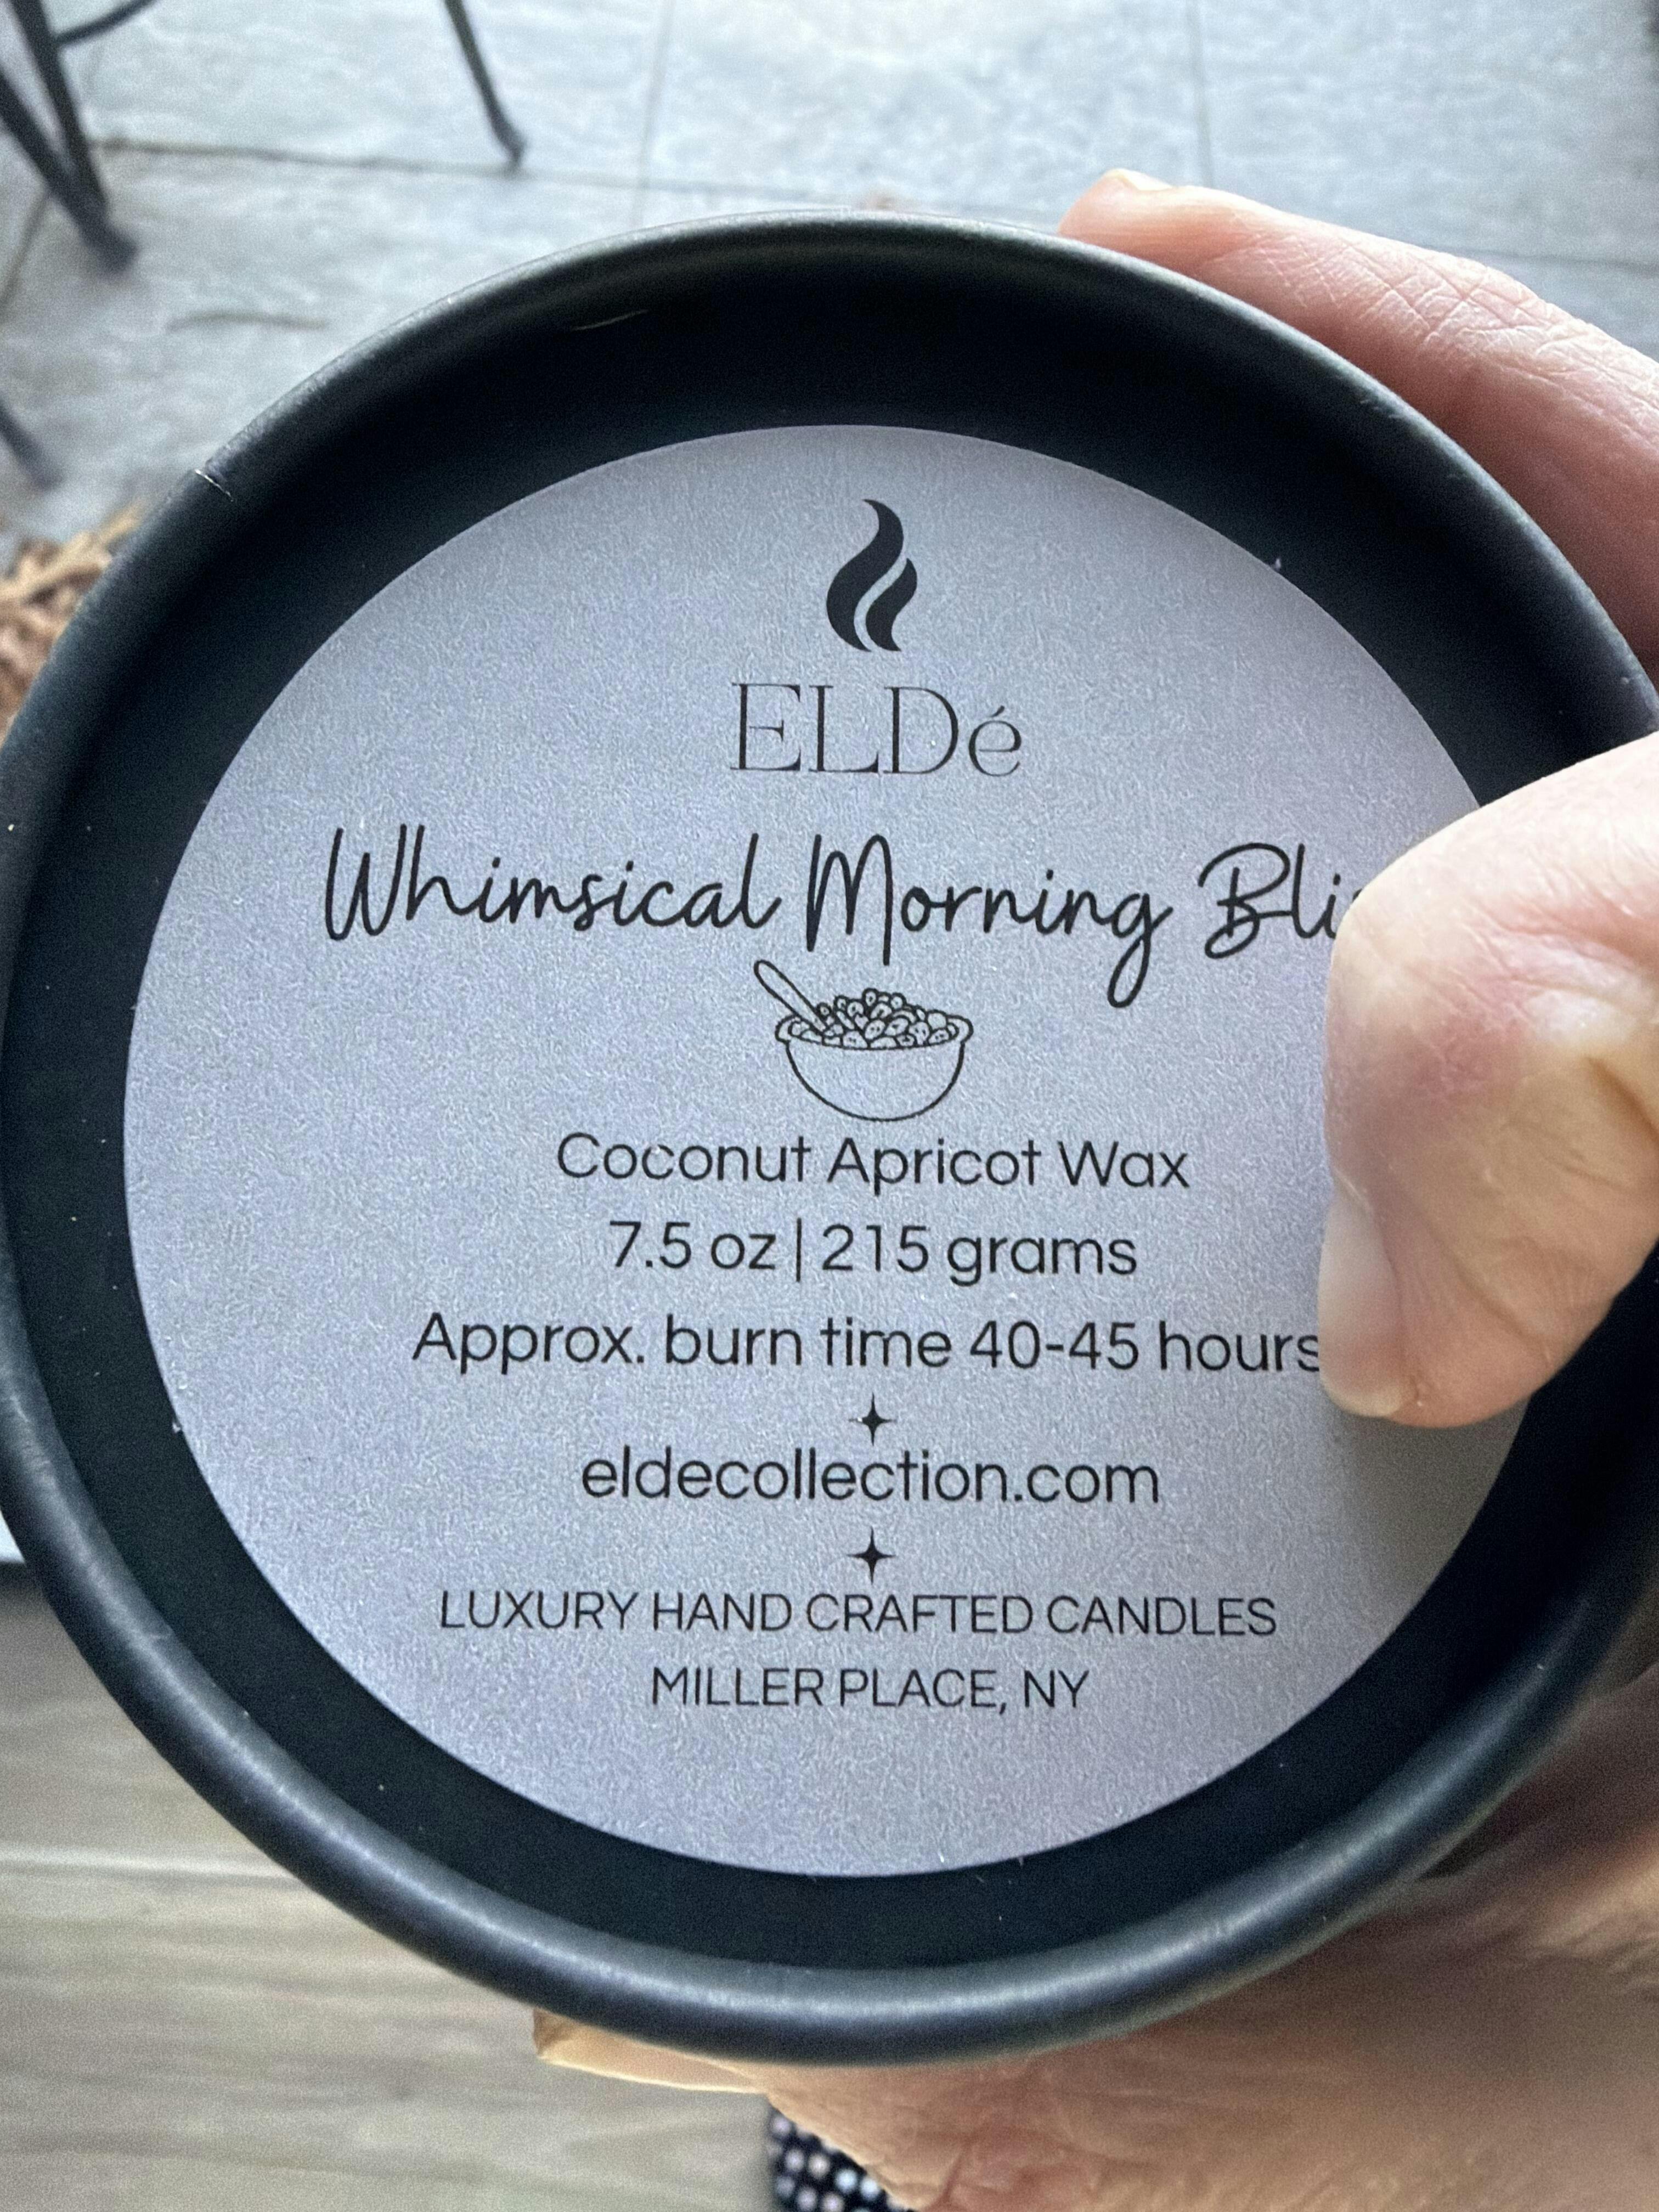 ELDé
Whimsical Morning Bli
Coconut Apricot Wax
7.5 oz | 215 grams
Approx. burn time 40-45 hours
eldecollection.com
LUXURY HAND CRAFTED CANDLES
MILLER PLACE, NY